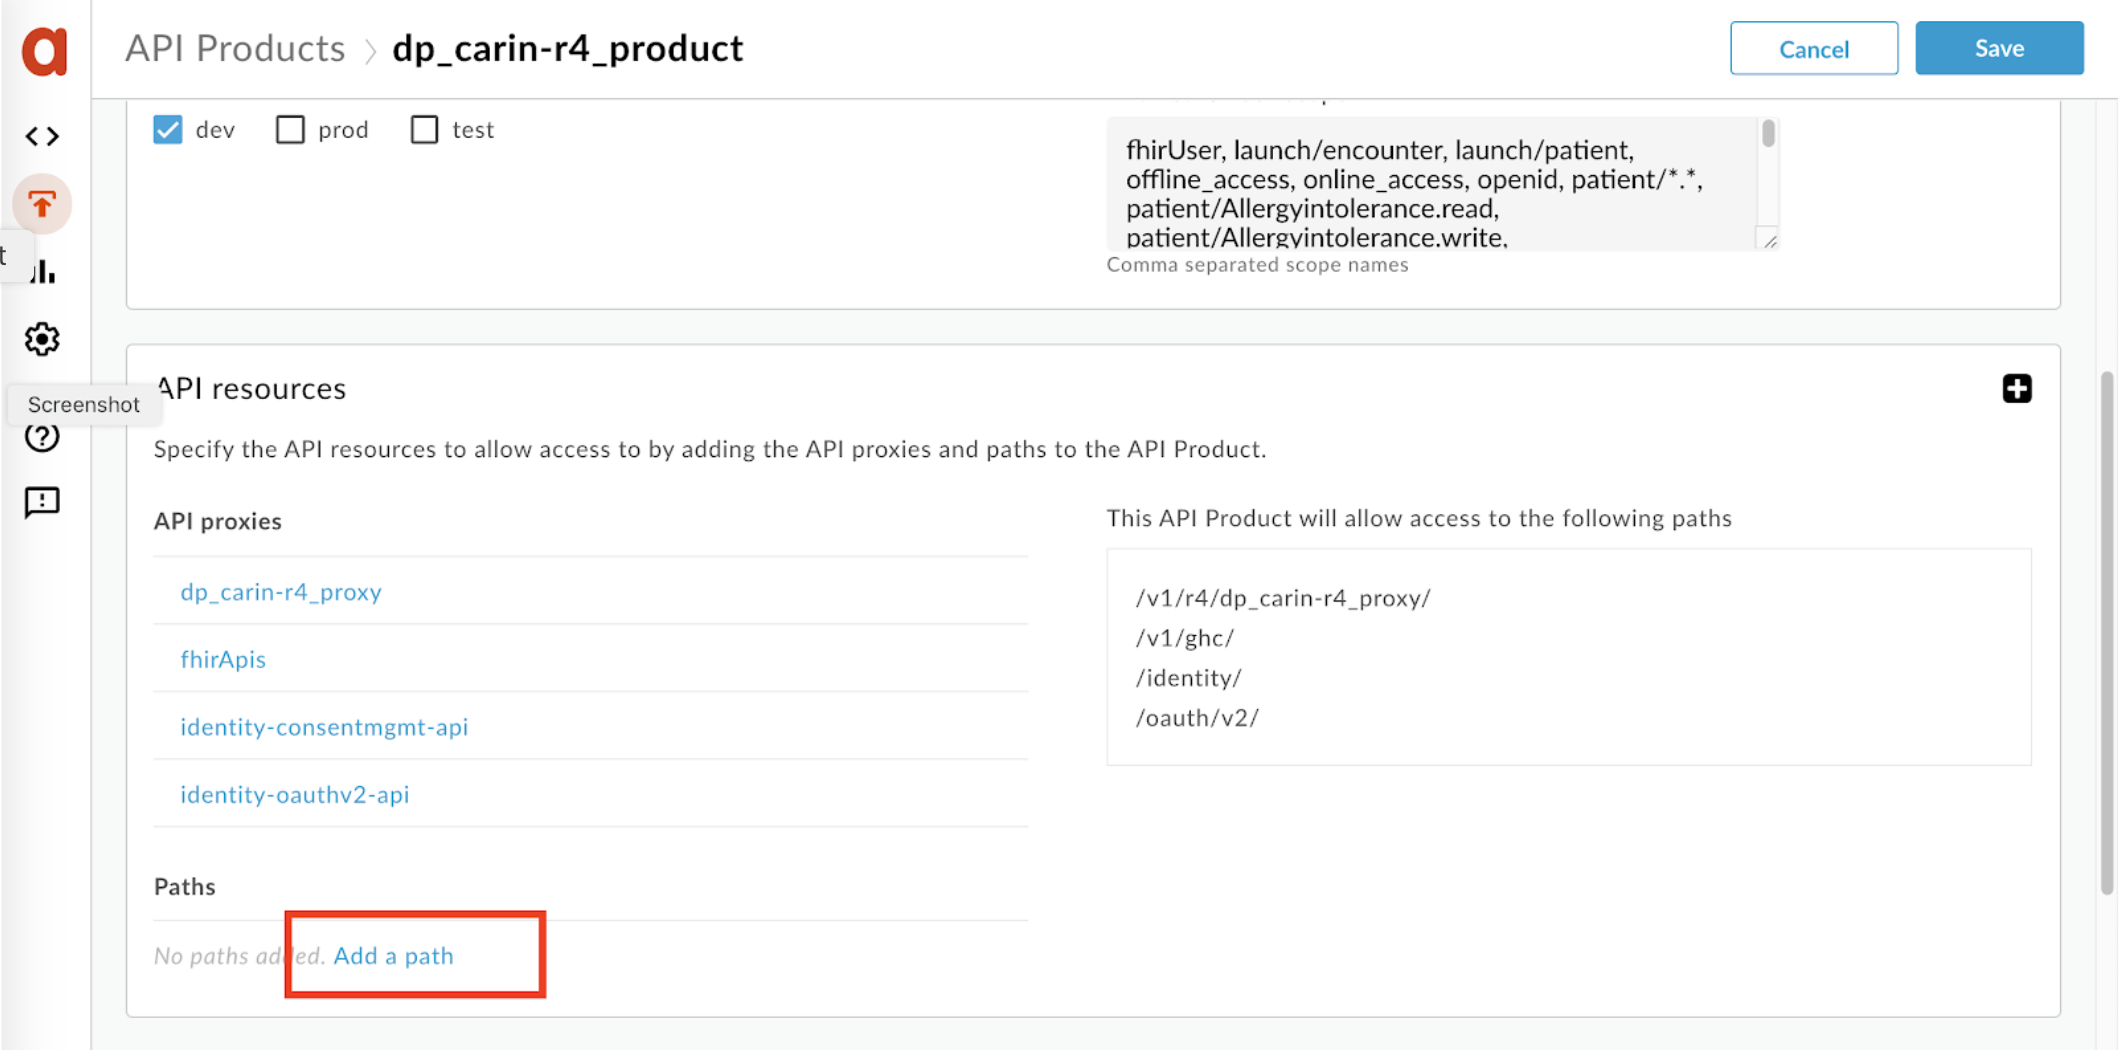 API Products > dp_carin-r4_product
Cancel
Save
dev
prod
test
fhirUser, launch/encounter, launch/patient,
offline_access, online_access, openid, patient/*.*,
patient/Allergyintolerance.read,
patient/Allergyintolerance.write,
Comma separated scope names
t
Screenshot
API resources
Specify the API resources to allow access to by adding the API proxies and paths to the API Product.
API proxies
dp_carin-r4_proxy
fhirApis
identity-consentmgmt-api
identity-oauthv2-api
This API Product will allow access to the following paths
/v1/r4/dp_carin-r4_proxy/
/v1/ghc/
/identity/
/oauth/v2/
Paths
No paths added. Add a path